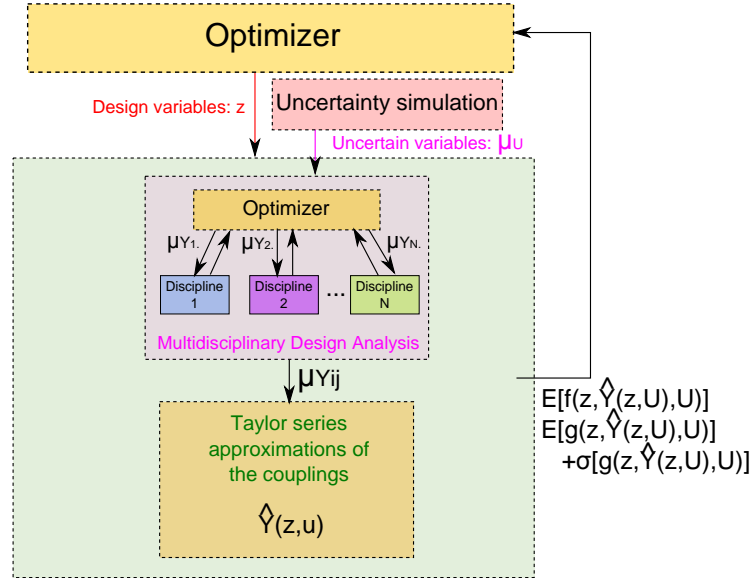 Optimizer
Design variables: z
Uncertainty simulation
Uncertain variables: μU
Optimizer
μY1. μY2. μYN.
Discipline 1
Discipline 2
...
Discipline N
Multidisciplinary Design Analysis
μYij
Taylor series
approximations of
the couplings
Ŷ(z,u)
E[f(z,Ŷ(z,U),U)]
E[g(z,Ŷ(z,U),U)]
+σ[g(z,Ŷ(z,U),U)]